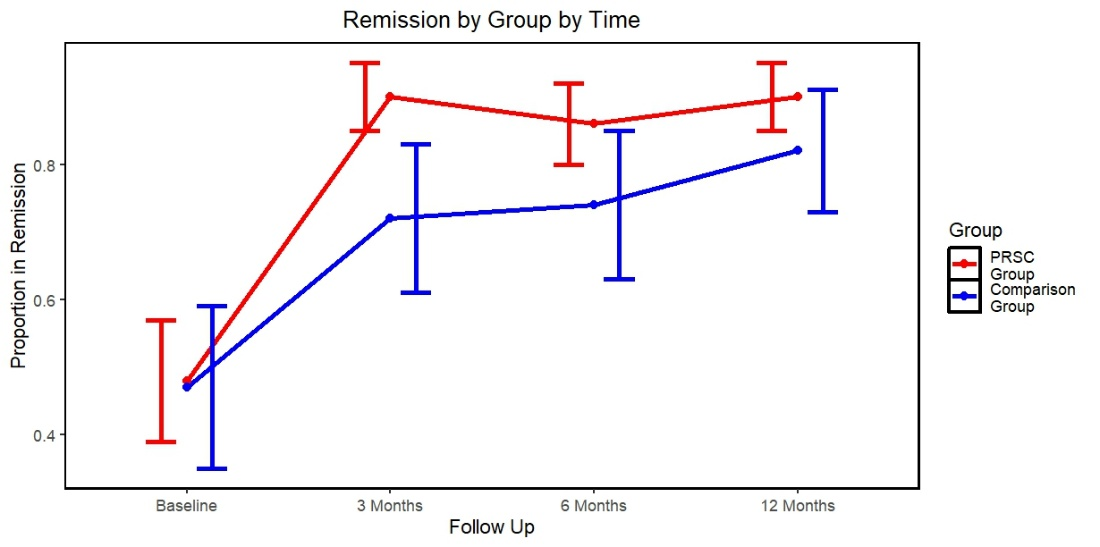 Remission by Group by Time
Proportion in Remission
0.8
0.6
0.4
Baseline
3 Months
6 Months
12 Months
Follow Up
Group
PRSC
Group
Comparison
Group